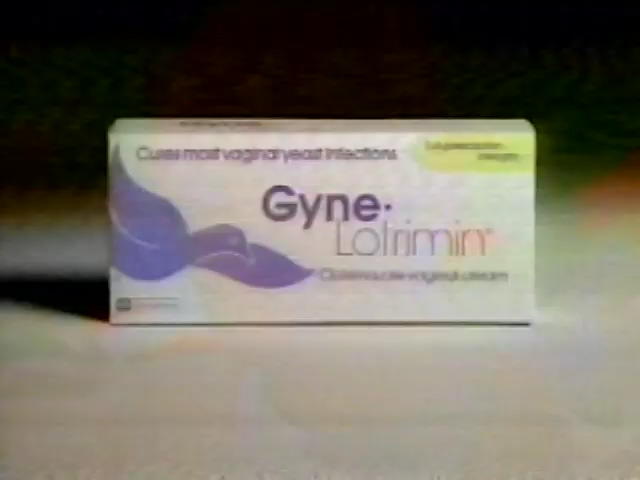 Cures most vaginal yeast infections
Gyne·
Lotrimin®
Clotrimazole vaginal cream